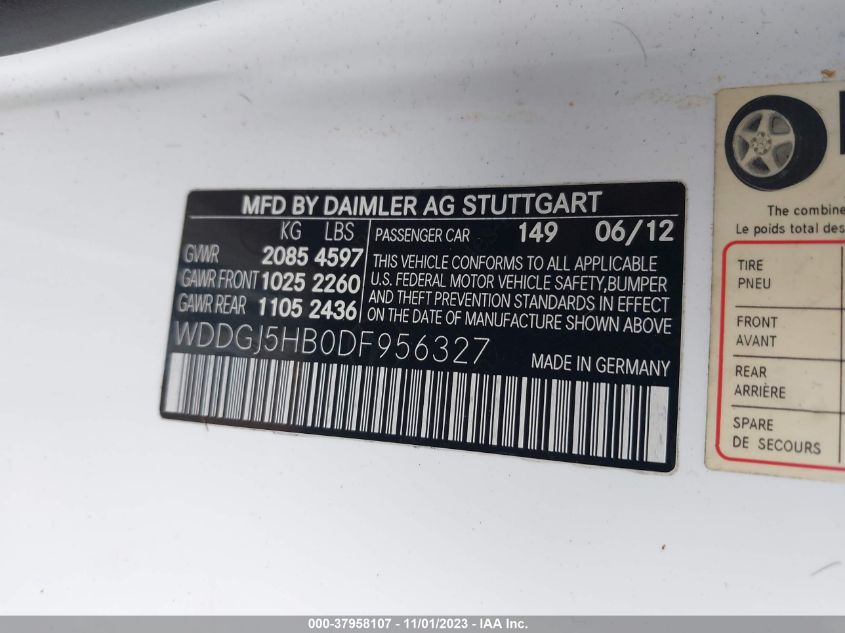 MFD BY DAIMLER AG STUTTGART
KG LBS
GVWR 2085 4597
GAWR FRONT 1025 2260
GAWR REAR 1105 2436
PASSENGER CAR 149 06/12
THIS VEHICLE CONFORMS TO ALL APPLICABLE
U.S. FEDERAL MOTOR VEHICLE SAFETY,BUMPER
AND THEFT PREVENTION STANDARDS IN EFFECT
ON THE DATE OF MANUFACTURE SHOWN ABOVE
WDDGJ5HB0DF956327
MADE IN GERMANY
The combine
Le poids total des
TIRE
PNEU
FRONT
AVANT
REAR
ARRIÈRE
SPARE
DE SECOURS
000-37958107 - 11/01/2023 - IAA Inc.